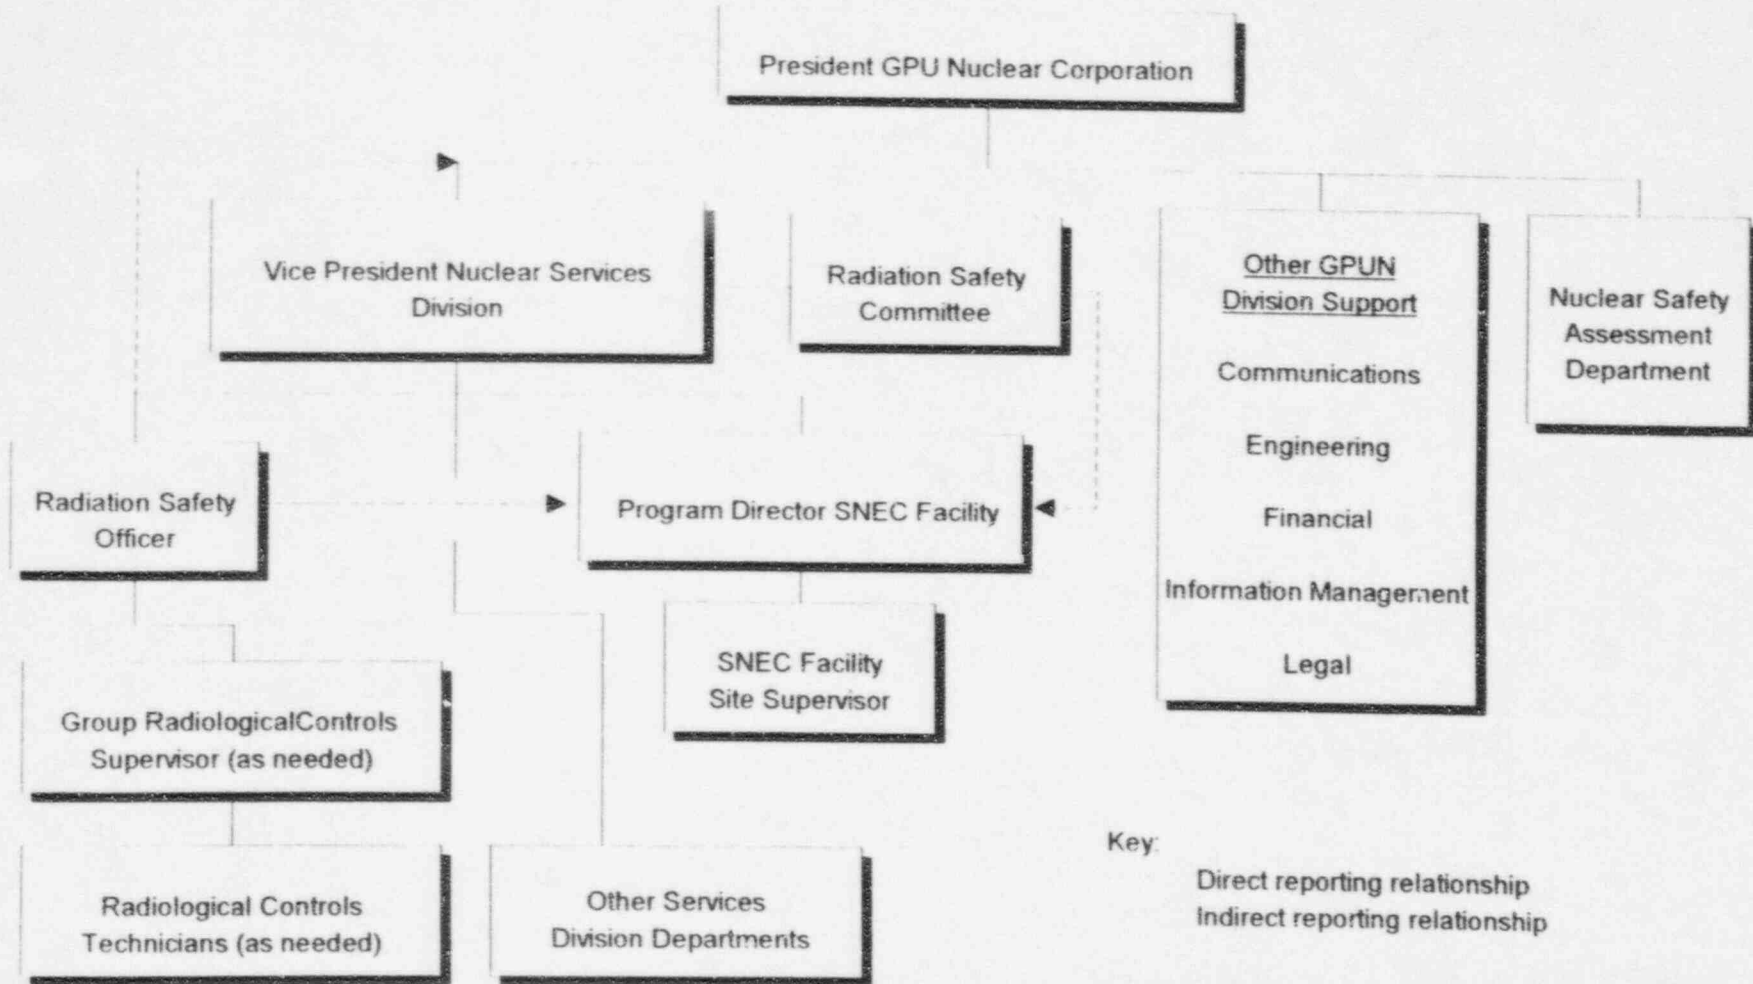 President GPU Nuclear Corporation
Vice President Nuclear Services
Division
Radiation Safety
Committee
Other GPUN
Division Support
Communications
Engineering
Financial
Information Management
Legal
Nuclear Safety
Assessment
Department
Radiation Safety
Officer
Program Director SNEC Facility
SNEC Facility
Site Supervisor
Group RadiologicalControls
Supervisor (as needed)
Radiological Controls
Technicians (as needed)
Other Services
Division Departments
Key:
Direct reporting relationship
Indirect reporting relationship